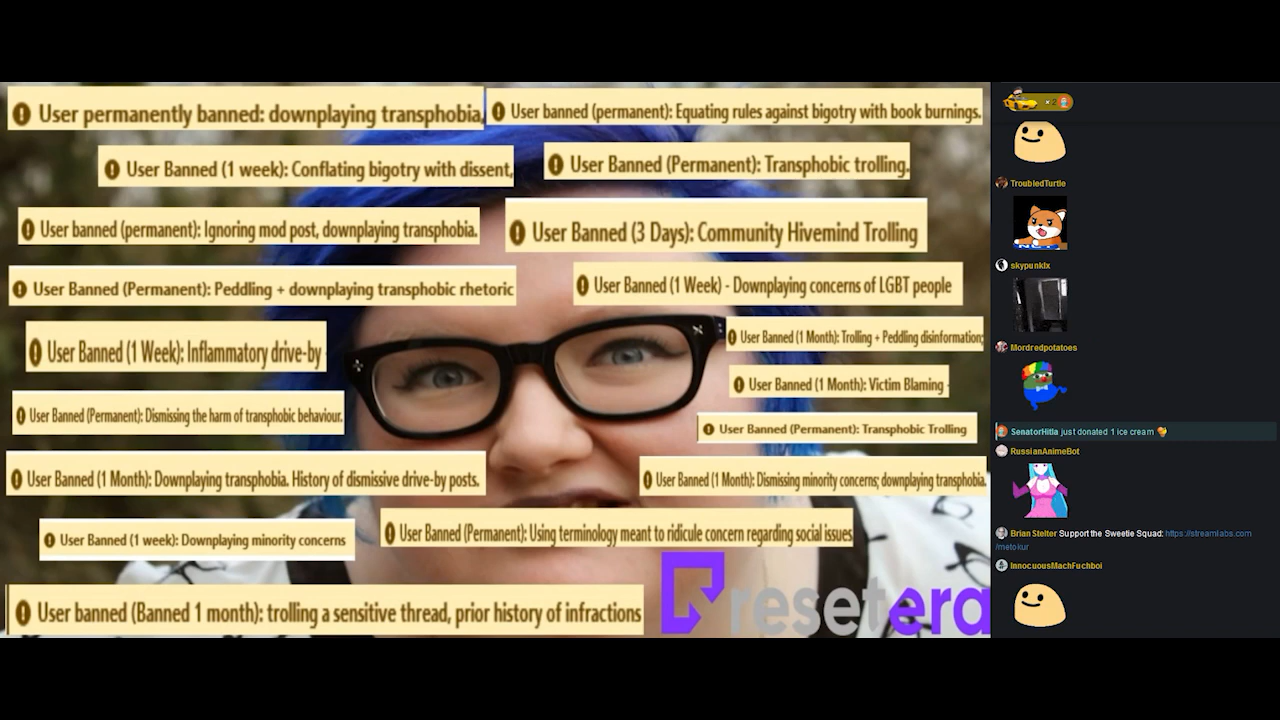 User permanently banned: downplaying transphobia,
User banned (permanent): Equating rules against bigotry with book burnings.
User Banned (1 week): Conflating bigotry with dissent,
User Banned (Permanent): Transphobic trolling.
User banned (permanent): Ignoring mod post, downplaying transphobia.
User Banned (3 Days): Community Hivemind Trolling
User Banned (Permanent): Peddling + downplaying transphobic rhetoric
User Banned (1 Week) - Downplaying concerns of LGBT people
User Banned (1 Week): Inflammatory drive-by
User Banned (1 Month): Trolling + Peddling disinformation;
User Banned (1 Month): Victim Blaming
User Banned (Permanent): Dismissing the harm of transphobic behaviour.
User Banned (Permanent): Transphobic Trolling
User Banned (1 Month): Downplaying transphobia. History of dismissive drive-by posts.
User Banned (1 Month): Dismissing minority concerns; downplaying transphobia.
User Banned (Permanent): Using terminology meant to ridicule concern regarding social issues
User Banned (1 week): Downplaying minority concerns
User banned (Banned 1 month): trolling a sensitive thread, prior history of infractions
resetera
× 2
TroubledTurtle
skypunklx
Mordredpotatoes
SenatorHitla just donated 1 ice cream
RussianAnimeBot
Brian Stelter Support the Sweetie Squad: https://streamlabs.com
/metokur
InnocuousMachFuchboi